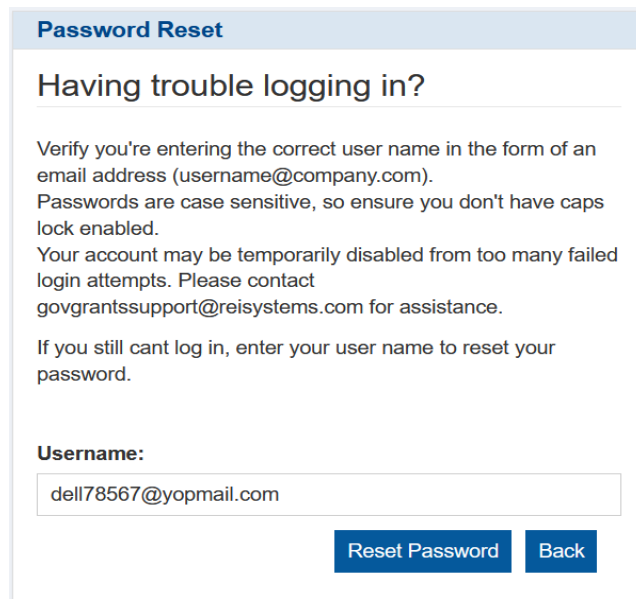 Password Reset
Having trouble logging in?
Verify you're entering the correct user name in the form of an
email address (username@company.com).
Passwords are case sensitive, so ensure you don't have caps
lock enabled.
Your account may be temporarily disabled from too many failed
login attempts. Please contact
govgrantssupport@reisystems.com for assistance.
If you still cant log in, enter your user name to reset your
password.
Username:
dell78567@yopmail.com
Reset Password Back